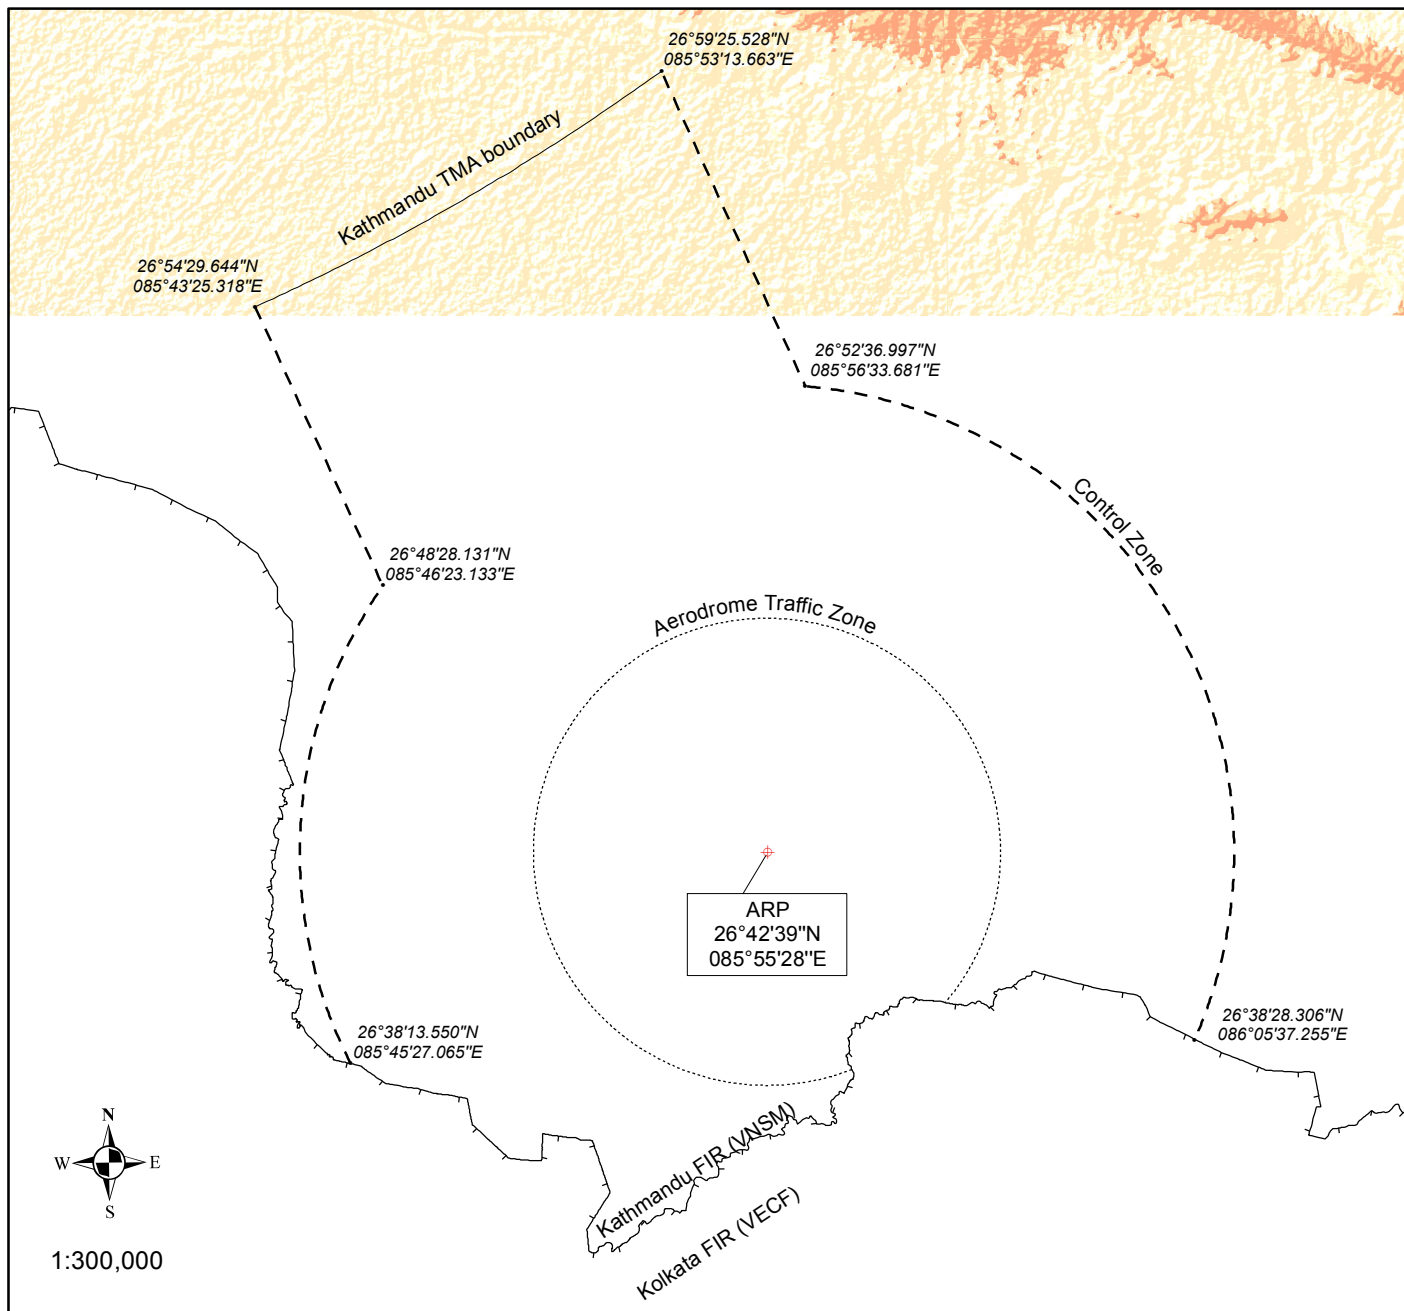 26°59'25.528"N
085°53'13.663"E
Kathmandu TMA boundary
26°54'29.644"N
085°43'25.318"E
26°52'36.997"N
085°56'33.681"E
Control Zone
26°48'28.131"N
085°46'23.133"E
Aerodrome Traffic Zone
ARP
26°42'39"N
085°55'28"E
26°38'28.306"N
086°05'37.255"E
26°38'13.550"N
085°45'27.065"E
N
W E
S
Kathmandu FIR (VNSM)
Kolkata FIR (VECF)
1:300,000